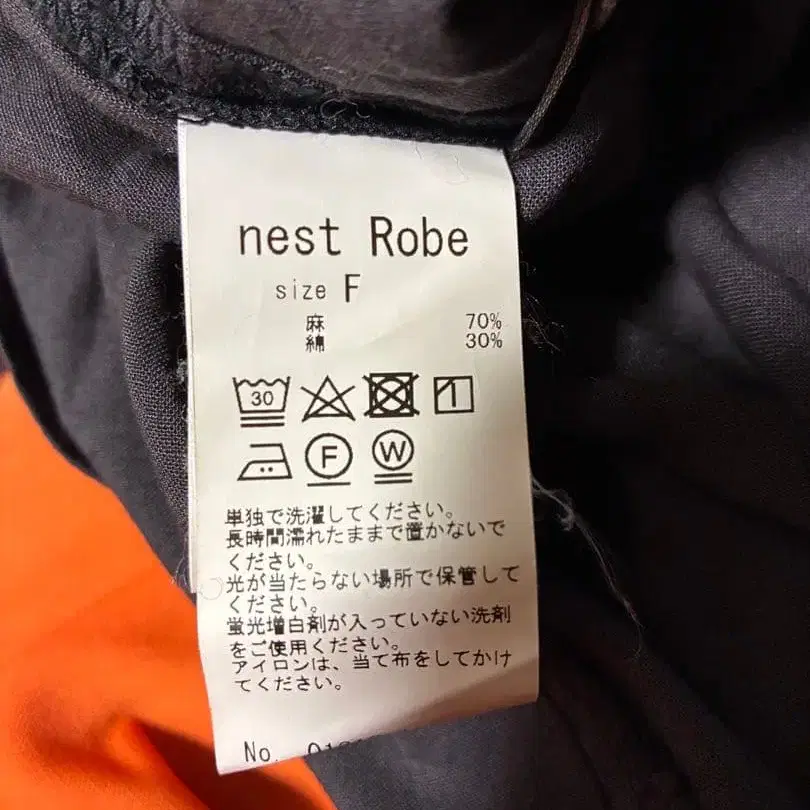 nest Robe
size F
麻 70%
綿 30%
30
F W
単独で洗濯してください。
長時間濡れたままで置かないで
ください。
光が当たらない場所で保管して
ください。
蛍光増白剤が入っていない洗剤
をご使用ください。
アイロンは、当て布をしてかけ
てください。
No.